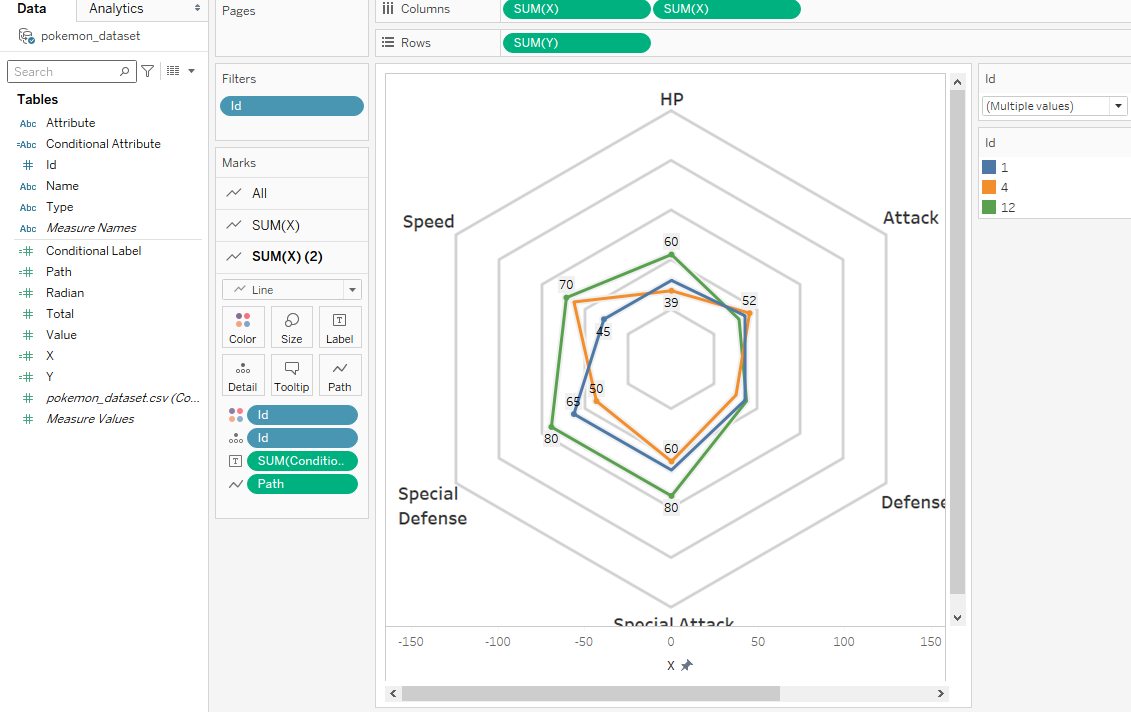 Data
Analytics
pokemon_dataset
Search
Tables
Abc Attribute
=Abc Conditional Attribute
# Id
Abc Name
Abc Type
Abc Measure Names
=# Conditional Label
=# Path
=# Radian
# Total
# Value
=# X
=# Y
# pokemon_dataset.csv (Co...
# Measure Values
Pages
Filters
Id
Marks
All
SUM(X)
SUM(X) (2)
Line
Color
Size
T
Label
Detail
Tooltip
Path
Id
Id
T SUM(Conditio..
Path
Columns SUM(X) SUM(X)
Rows SUM(Y)
HP
Speed
Attack
60
70
39
52
45
50
65
80
60
80
Special
Defense
Defense
Special Attack
-150 -100 -50 0 50 100 150
X
Id
(Multiple values)
Id
1
4
12